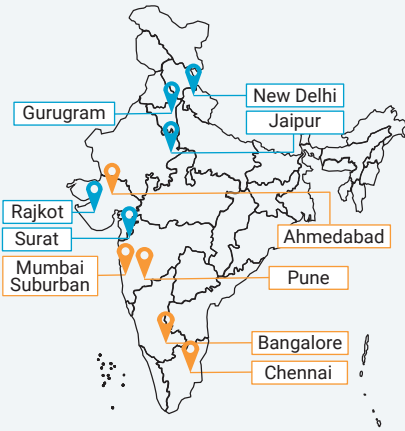 New Delhi
Gurugram
Jaipur
Rajkot
Surat
Ahmedabad
Mumbai
Suburban
Pune
Bangalore
Chennai